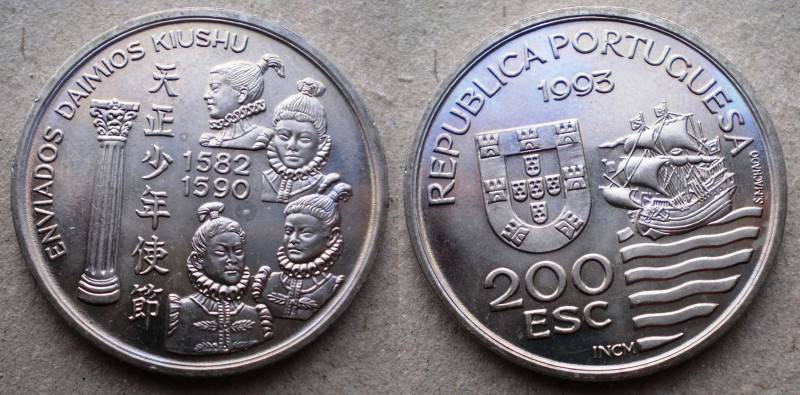 ENVIADOS DAIMIOS KIUSHU
天正少年使節
1582
1590
REPUBLICA PORTUGUESA
1993
S.MACHADO
200
ESC
INCM